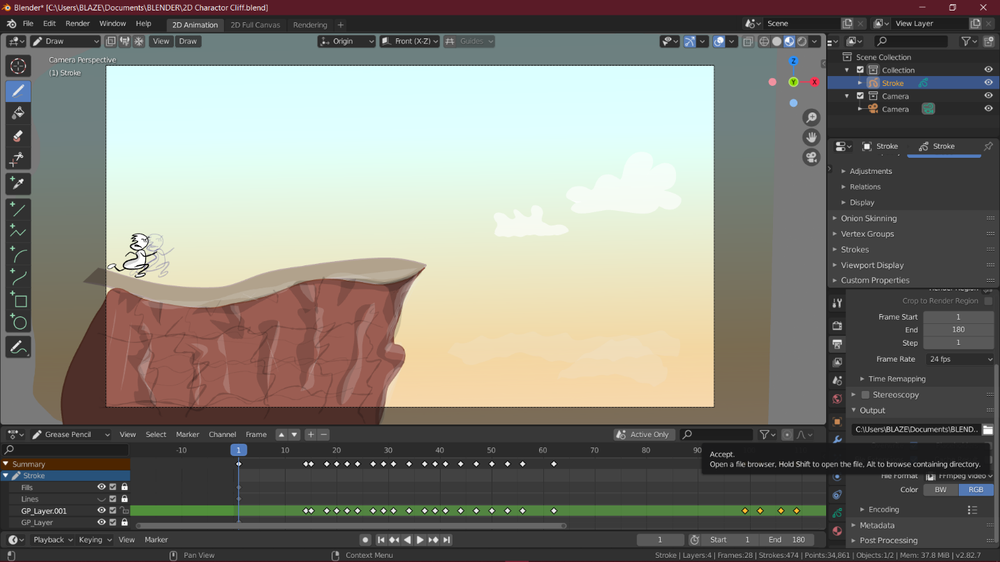 Blender* [C:\Users\BLAZE\Documents\BLENDER\2D Charactor Cliff.blend]
File Edit Render Window Help 2D Animation 2D Full Canvas Rendering + Scene View Layer
Draw View Draw Origin Front (X-Z) Guides
Camera Perspective
(1) Stroke
Z
Y X
Scene Collection
Collection
Stroke
Camera
Camera
Stroke Stroke
Adjustments
Relations
Display
Onion Skinning
Vertex Groups
Strokes
Viewport Display
Custom Properties
Render Region
Crop to Render Region
Frame Start 1
End 180
Step 1
Frame Rate 24 fps
Time Remapping
Stereoscopy
Output
C:\Users\BLAZE\Documents\BLEND..
Accept.
Open a file browser, Hold Shift to open the file, Alt to browse containing directory.
File Format FFmpeg Video
Color BW RGB
Encoding
Metadata
Post Processing
Grease Pencil View Select Marker Channel Frame Active Only
-10 1 10 20 30 40 50 60 70 80 90
Summary
Stroke
Fills
Lines
GP_Layer.001
GP_Layer
Playback Keying View Marker 1 Start 1 End 180
Pan View Context Menu Stroke | Layers:4 | Frames:28 | Strokes:474 | Points:34,861 | Objects:1/2 | Mem: 37.8 MiB | v2.82.7